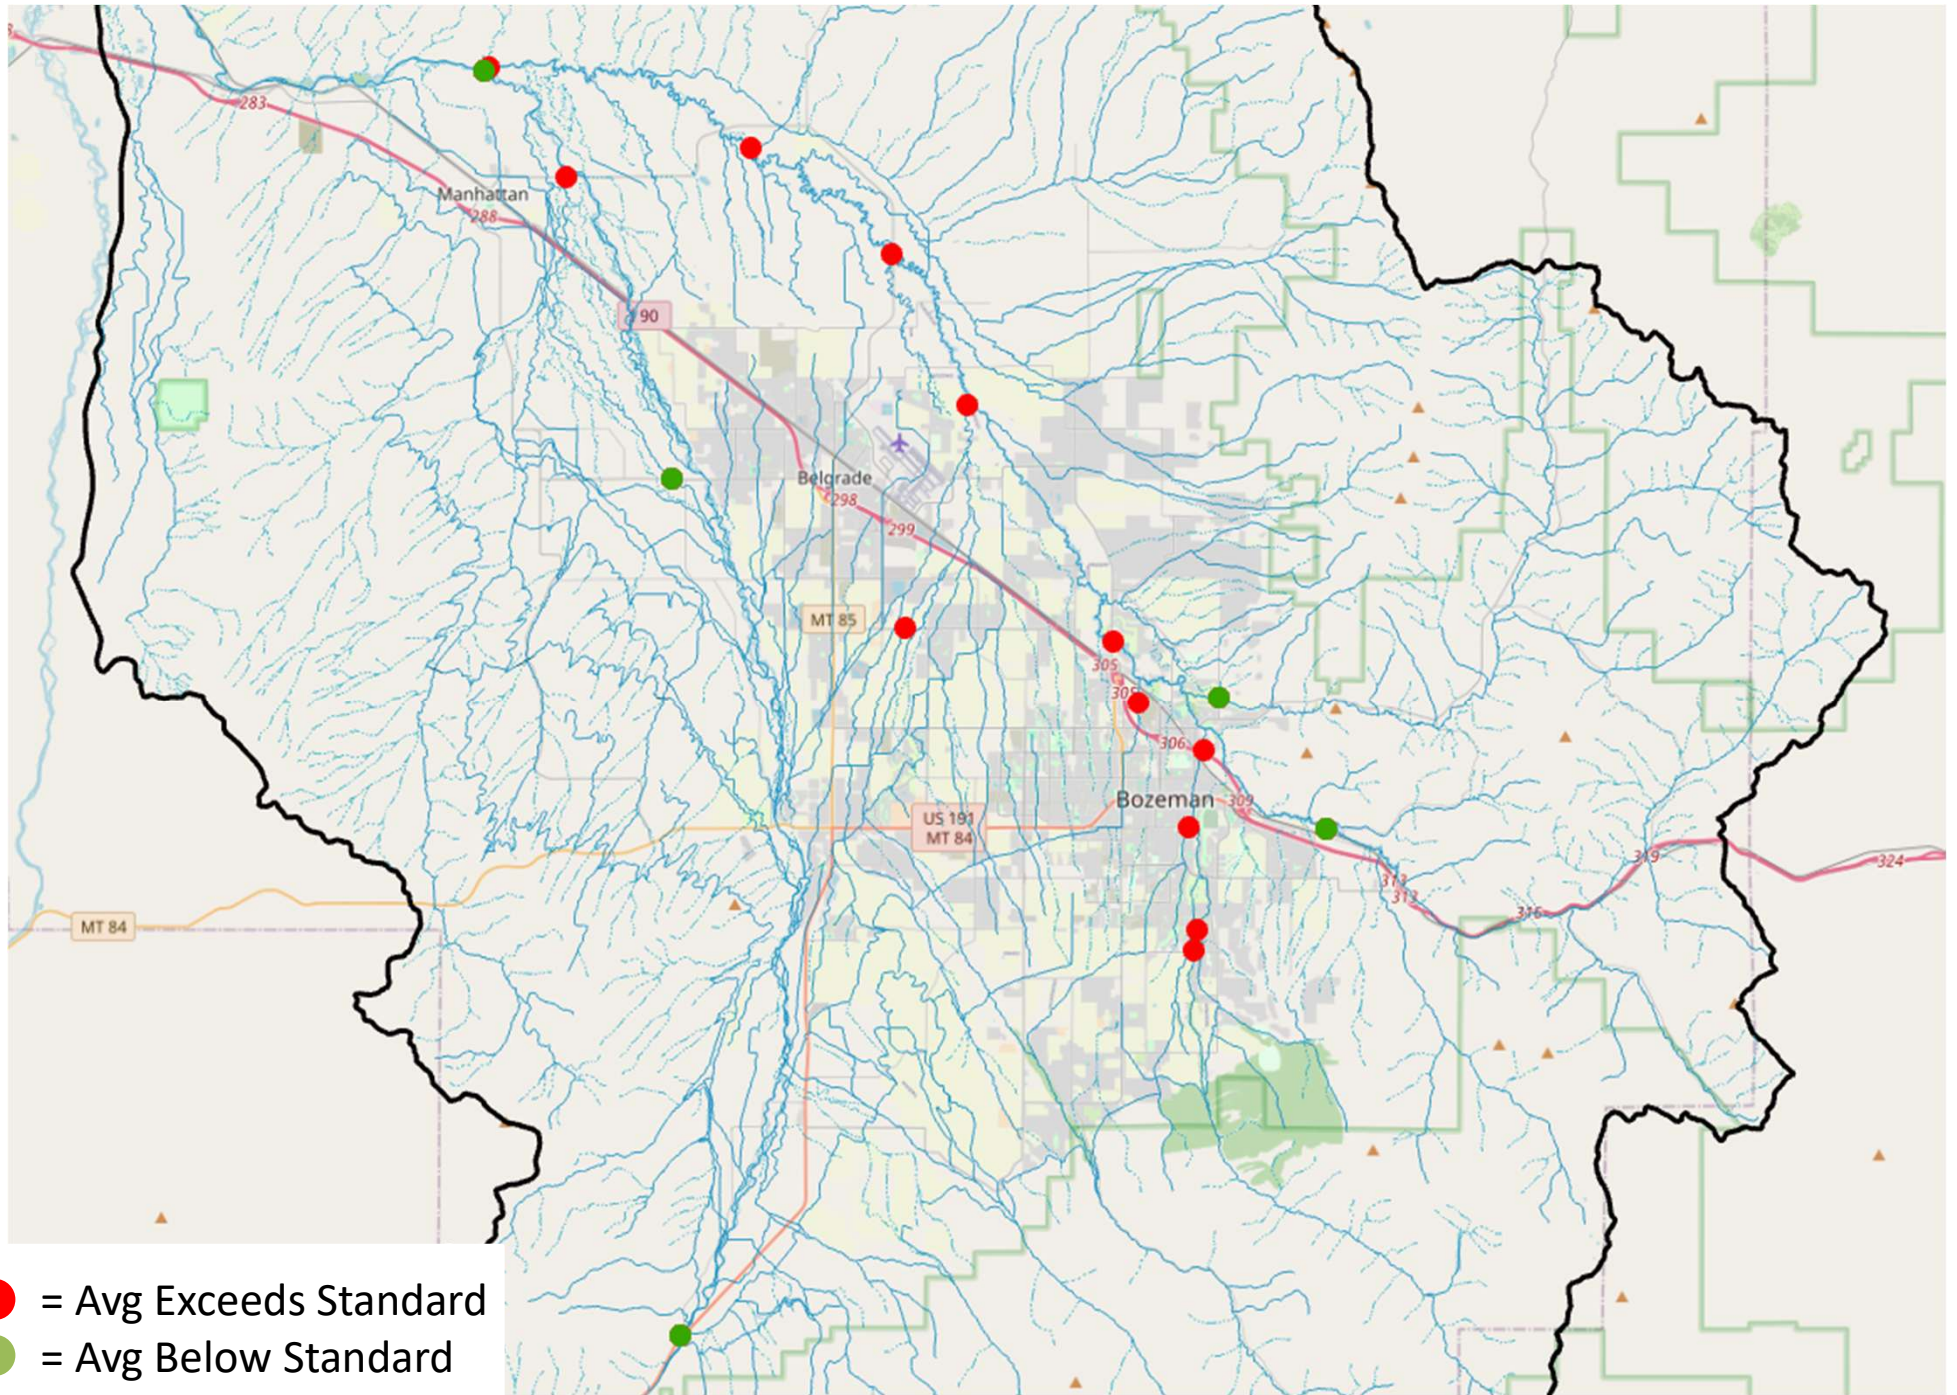 3
283
Manhattan
288
90
Belgrade
298
299
MT 85
305
305
306
Bozeman
309
US 191
MT 84
319
324
313
313
316
MT 84
= Avg Exceeds Standard
= Avg Below Standard